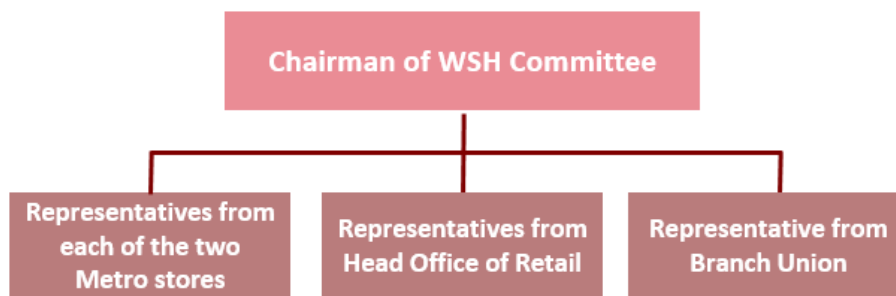 Chairman of WSH Committee
Representatives from
each of the two
Metro stores
Representatives from
Head Office of Retail
Representative from
Branch Union